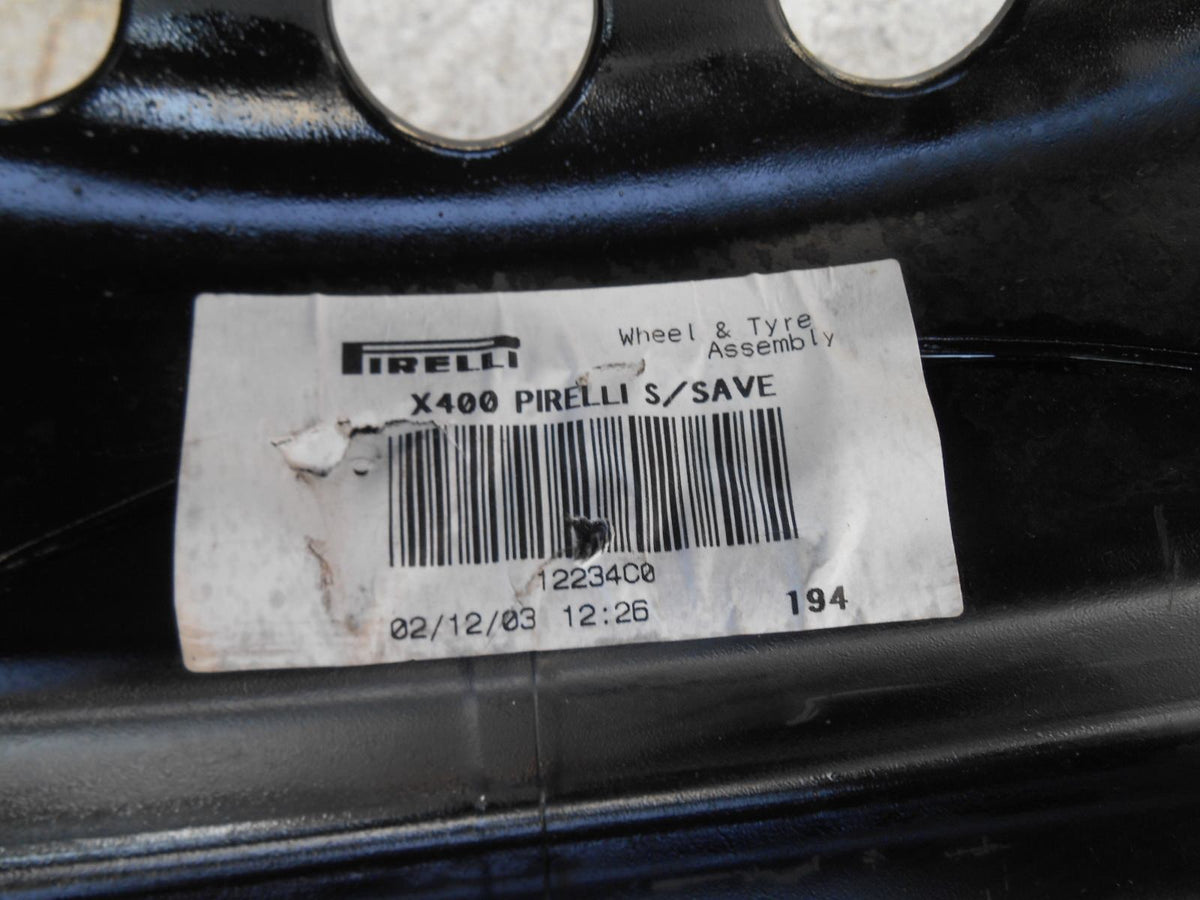 PIRELLI
Wheel & Tyre
Assembly
X400 PIRELLI S/SAVE
12234C0
02/12/03 12:26
194